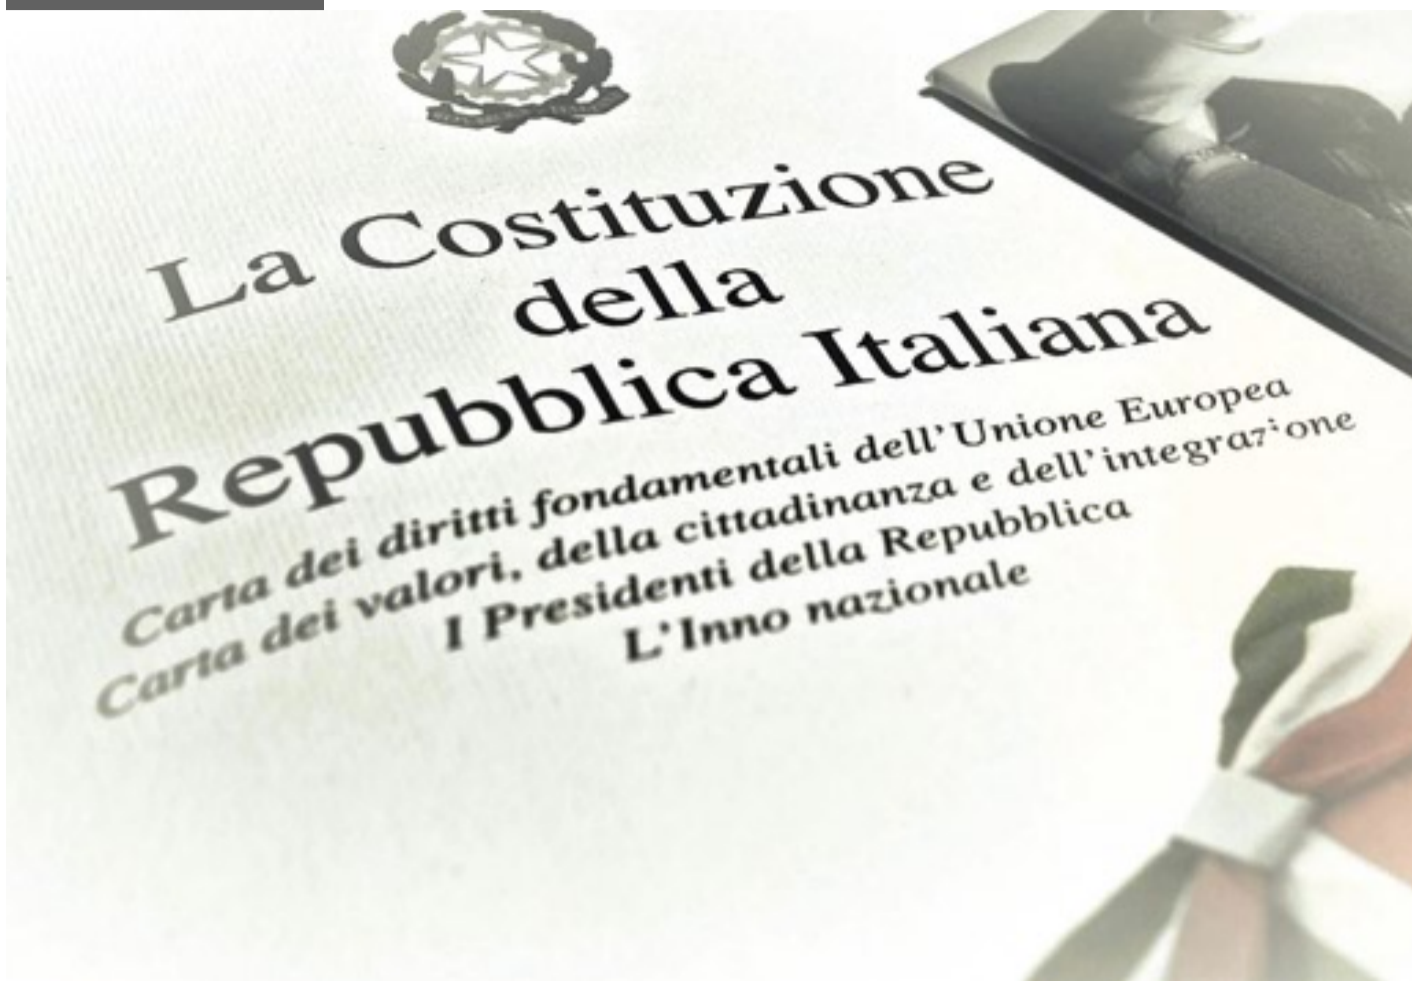 La Costituzione
della
Repubblica Italiana
Carta dei diritti fondamentali dell'Unione Europea
Carta dei valori, della cittadinanza e dell'integrazione
I Presidenti della Repubblica
L'Inno nazionale